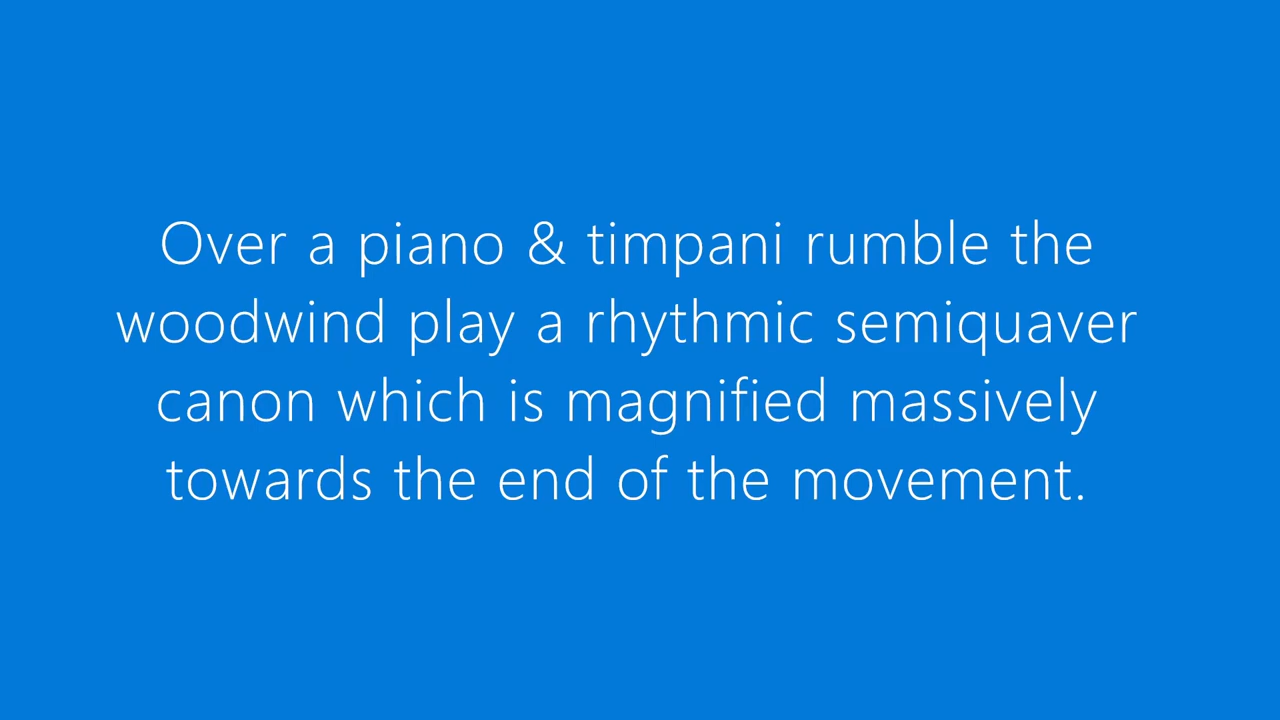 Over a piano & timpani rumble the
woodwind play a rhythmic semiquaver
canon which is magnified massively
towards the end of the movement.